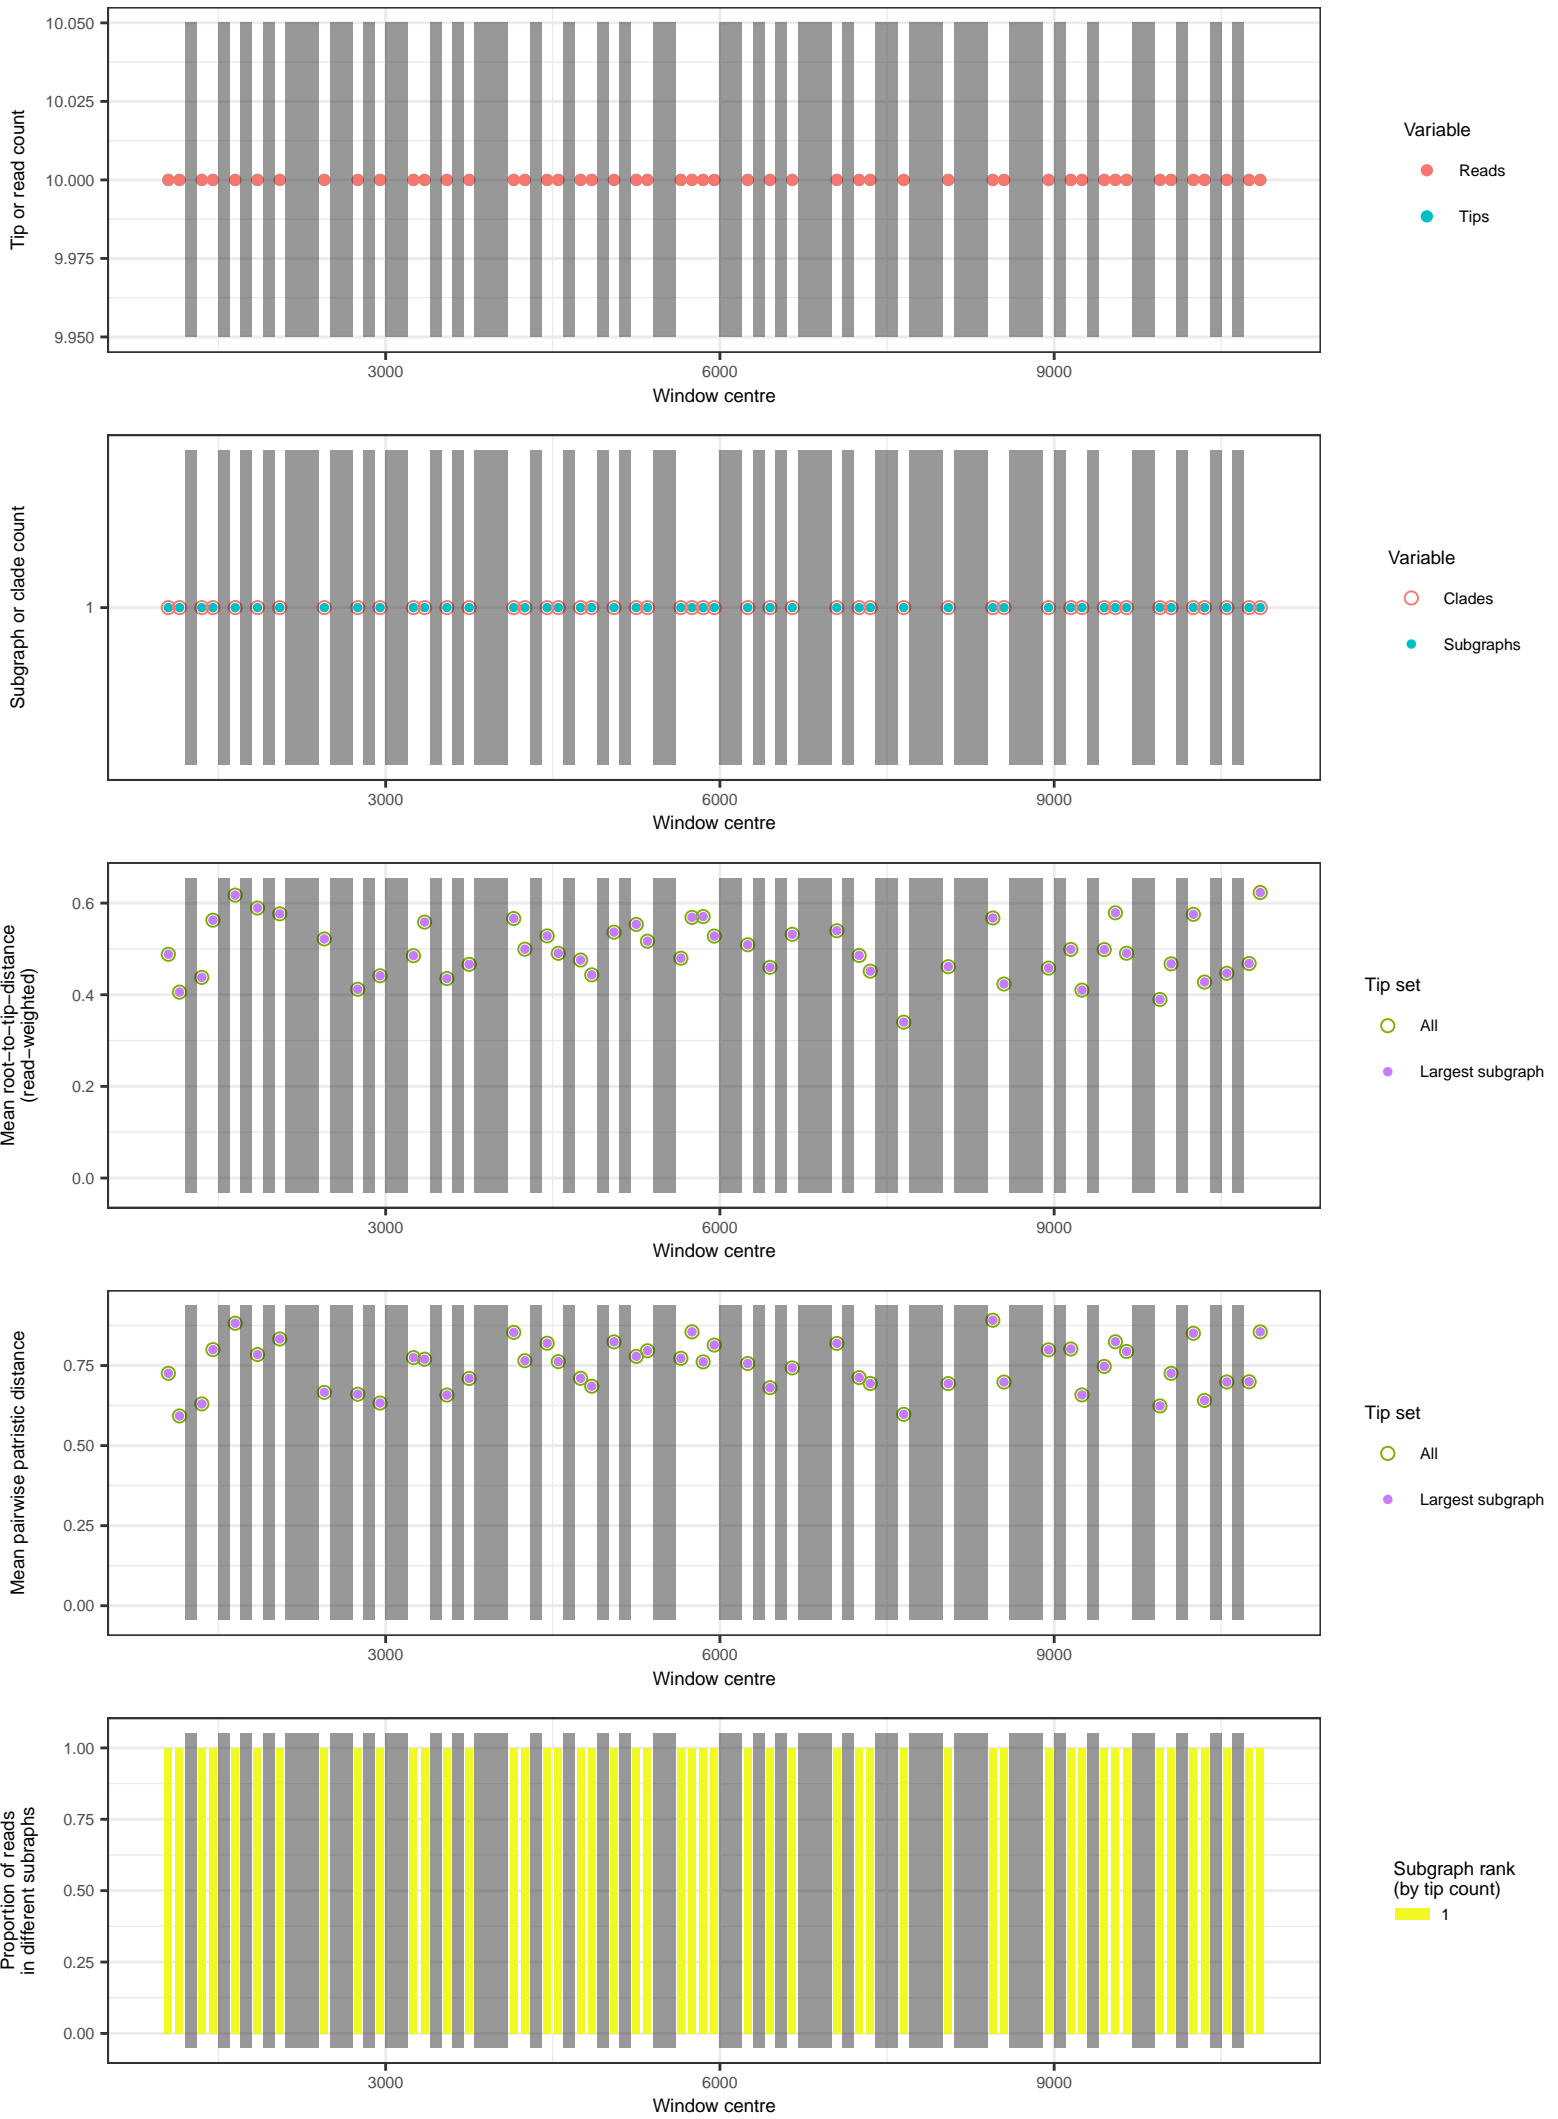 10.050
10.025
10.000
9.975
9.950
Tip or read count
3000
6000
9000
Window centre
Variable
Reads
Tips
1
Subgraph or clade count
3000
6000
9000
Window centre
Variable
Clades
Subgraphs
0.6
0.4
0.2
0.0
Mean root−to−tip−distance
(read−weighted)
3000
6000
9000
Window centre
Tip set
All
Largest subgraph
0.75
0.50
0.25
0.00
Mean pairwise patristic distance
3000
6000
9000
Window centre
Tip set
All
Largest subgraph
1.00
0.75
0.50
0.25
0.00
Proportion of reads
in different subraphs
3000
6000
9000
Window centre
Subgraph rank
(by tip count)
1